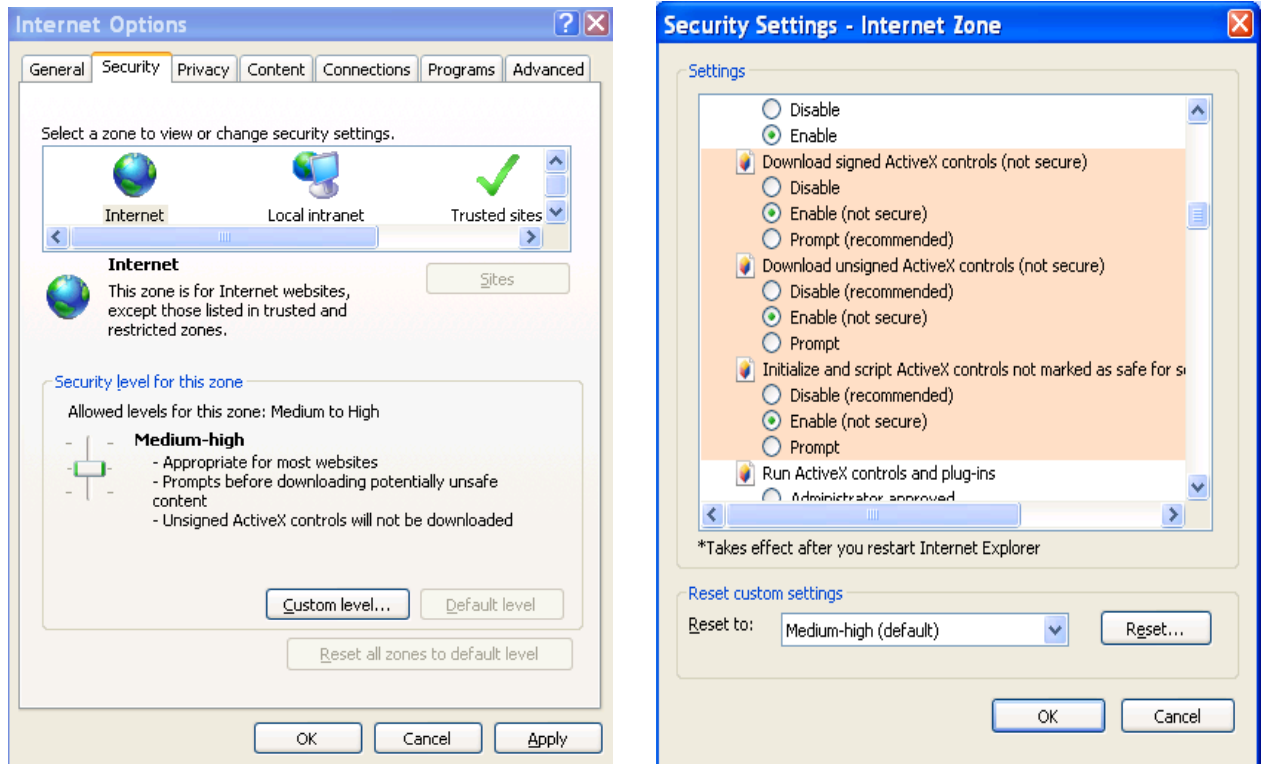 Internet Options
General Security Privacy Content Connections Programs Advanced
Select a zone to view or change security settings.
Internet Local intranet Trusted sites
Internet
This zone is for Internet websites,
except those listed in trusted and
restricted zones.
Sites
Security level for this zone
Allowed levels for this zone: Medium to High
Medium-high
- Appropriate for most websites
- Prompts before downloading potentially unsafe
content
- Unsigned ActiveX controls will not be downloaded
Custom level... Default level
Reset all zones to default level
OK Cancel Apply
Security Settings - Internet Zone
Settings
Disable
Enable
Download signed ActiveX controls (not secure)
Disable
Enable (not secure)
Prompt (recommended)
Download unsigned ActiveX controls (not secure)
Disable (recommended)
Enable (not secure)
Prompt
Initialize and script ActiveX controls not marked as safe for
Disable (recommended)
Enable (not secure)
Prompt
Run ActiveX controls and plug-ins
Administrator approved
*Takes effect after you restart Internet Explorer
Reset custom settings
Reset to: Medium-high (default) Reset...
OK Cancel